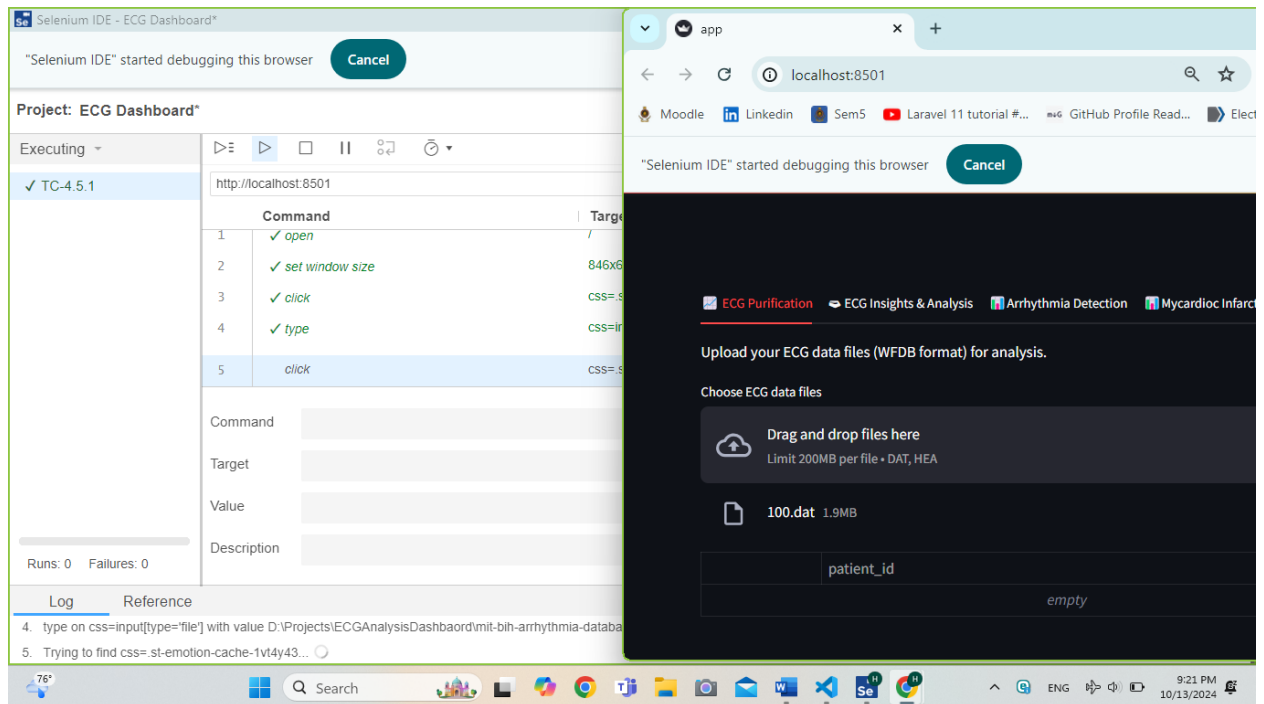 Selenium IDE - ECG Dashboard*
"Selenium IDE" started debugging this browser
Cancel
Project: ECG Dashboard*
Executing
✓ TC-4.5.1
http://localhost:8501
Command Targe
1 ✓ open /
2 ✓ set window size 846x6
3 ✓ click css=.s
4 ✓ type css=in
5 click css=.s
Command
Target
Value
Description
Runs: 0 Failures: 0
Log Reference
4. type on css=input[type='file'] with value D:\Projects\ECGAnalysisDashbaord\mit-bih-arrhythmia-databa
5. Trying to find css=.st-emotion-cache-1vt4y43...
app
localhost:8501
Moodle Linkedin Sem5 Laravel 11 tutorial #... GitHub Profile Read... Elect
"Selenium IDE" started debugging this browser
Cancel
ECG Purification ECG Insights & Analysis Arrhythmia Detection Mycardioc Infarct
Upload your ECG data files (WFDB format) for analysis.
Choose ECG data files
Drag and drop files here
Limit 200MB per file • DAT, HEA
100.dat 1.9MB
patient_id
empty
76°
Search
ENG
9:21 PM
10/13/2024